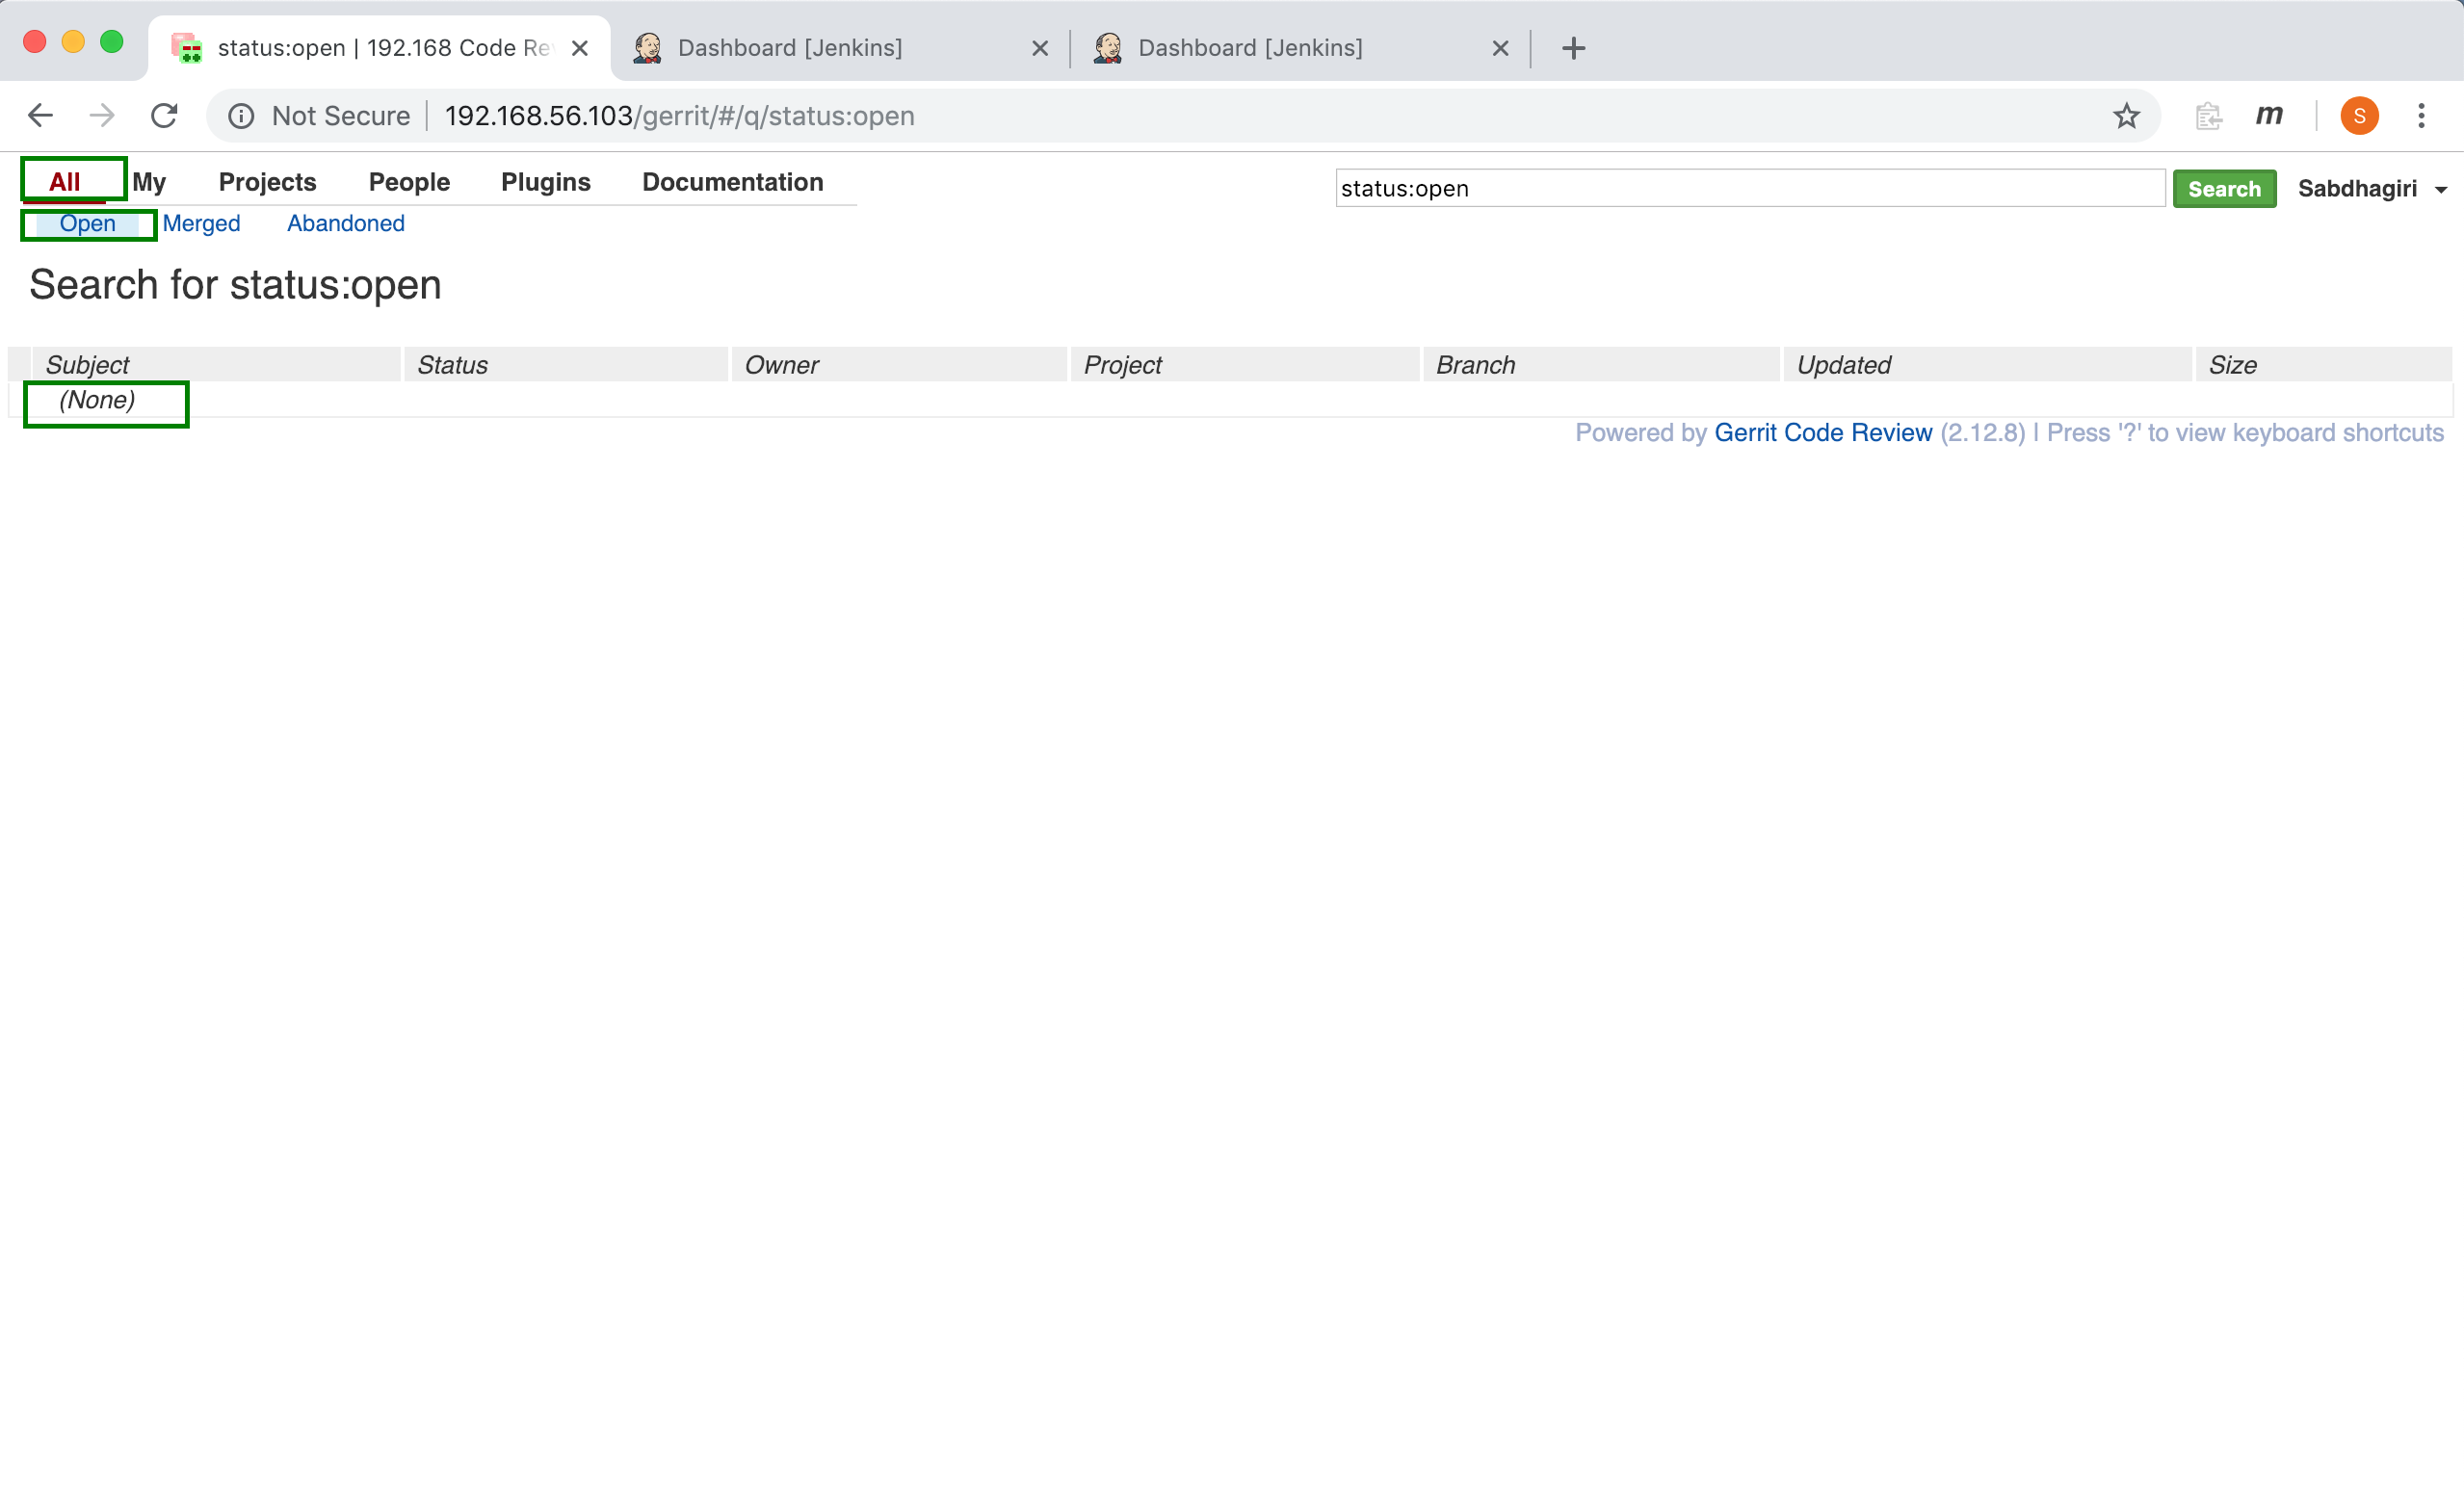 status:open | 192.168 Code Re
Dashboard [Jenkins]
Dashboard [Jenkins]
Not Secure
192.168.56.103/gerrit/#/q/status:open
m
S
All My Projects People Plugins Documentation
status:open
Search
Sabdhagiri
Open Merged Abandoned
Search for status:open
Subject Status Owner Project Branch Updated Size
(None)
Powered by Gerrit Code Review (2.12.8) | Press '?' to view keyboard shortcuts